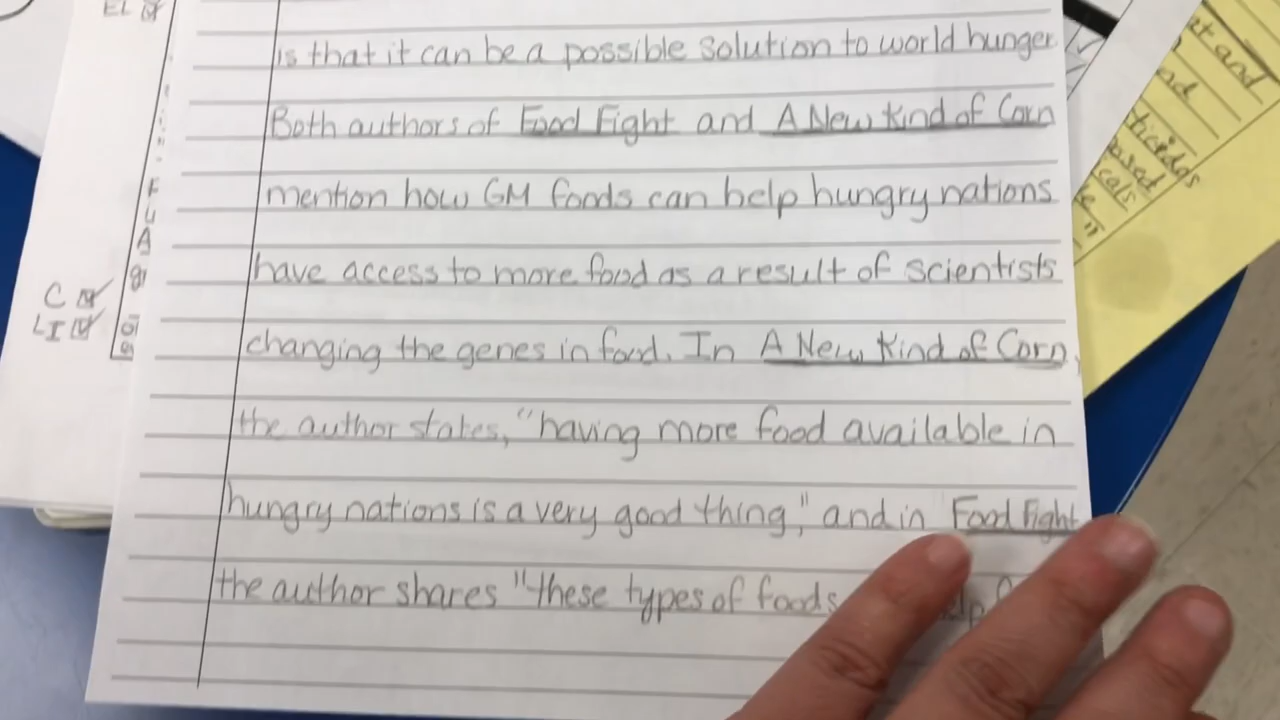 EL
is that it can be a possible solution to world hunger.
Both authors of Food Fight and A New Kind of Corn
mention how GM foods can help hungry nations
have access to more food as a result of scientists
changing the genes in food. In A New Kind of Corn,
the author states, "having more food available in
hungry nations is a very good thing," and in Food Fight
the author shares "these types of foods
C
LI
F
L
A
and